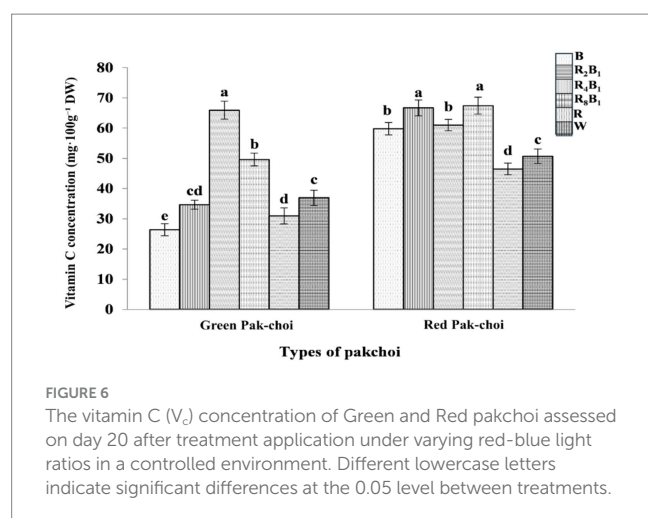 B
R₂B₁
R₄B₁
R₈B₁
R
W
Vitamin C concentration (mg·100g⁻¹ DW)
80
70
60
50
40
30
20
10
0
e
cd
a
b
d
c
b
a
b
a
d
c
Green Pak-choi
Red Pak-choi
Types of pakchoi
FIGURE 6
The vitamin C (Vc) concentration of Green and Red pakchoi assessed
on day 20 after treatment application under varying red-blue light
ratios in a controlled environment. Different lowercase letters
indicate significant differences at the 0.05 level between treatments.